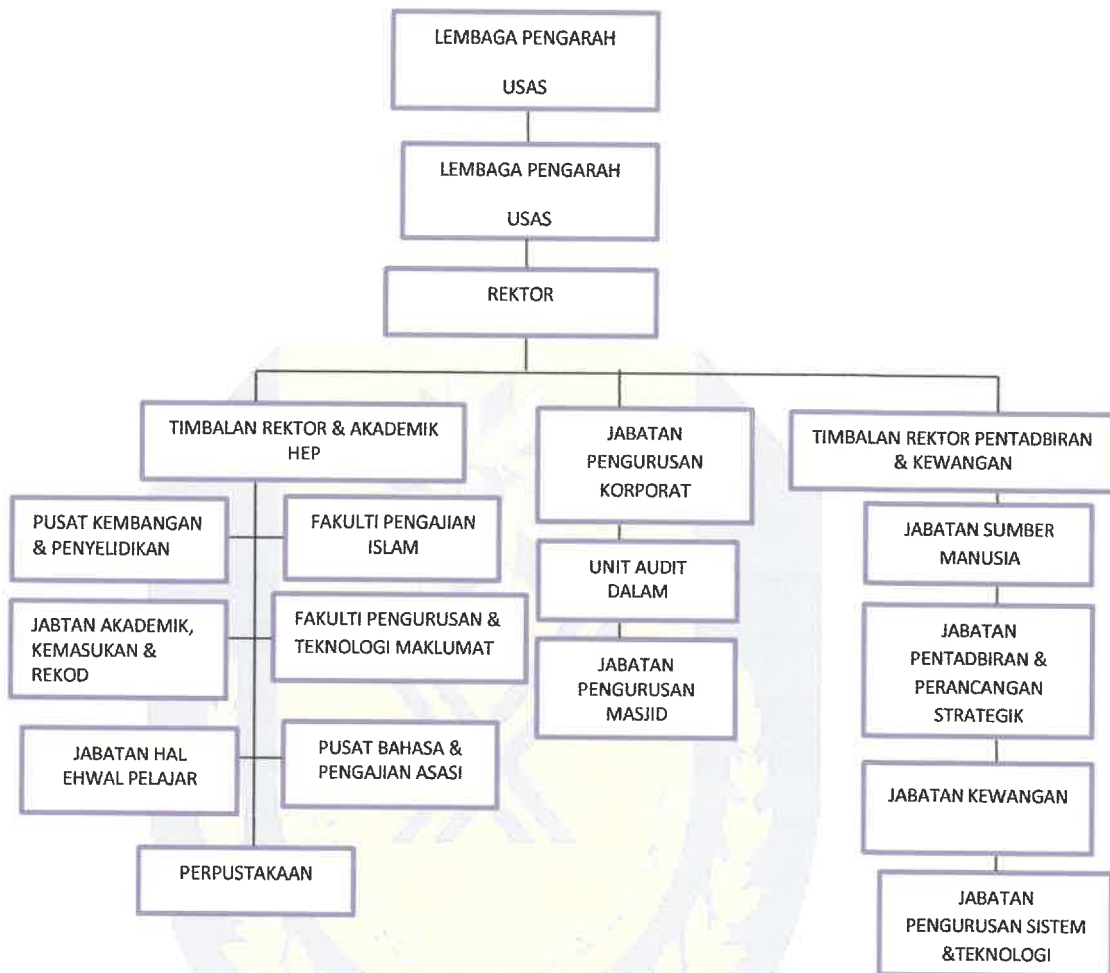 LEMBAGA PENGARAH
USAS
LEMBAGA PENGARAH
USAS
REKTOR
TIMBALAN REKTOR & AKADEMIK
HEP
PUSAT KEMBANGAN
& PENYELIDIKAN
FAKULTI PENGAJIAN
ISLAM
JABTAN AKADEMIK,
KEMASUKAN &
REKOD
FAKULTI PENGURUSAN &
TEKNOLOGI MAKLUMAT
JABATAN HAL
EHWAL PELAJAR
PUSAT BAHASA &
PENGAJIAN ASASI
PERPUSTAKAAN
JABATAN
PENGURUSAN
KORPORAT
UNIT AUDIT
DALAM
JABATAN
PENGURUSAN
MASJID
TIMBALAN REKTOR PENTADBIRAN
& KEWANGAN
JABATAN SUMBER
MANUSIA
JABATAN
PENTADBIRAN &
PERANCANGAN
STRATEGIK
JABATAN KEWANGAN
JABATAN
PENGURUSAN SISTEM
&TEKNOLOGI